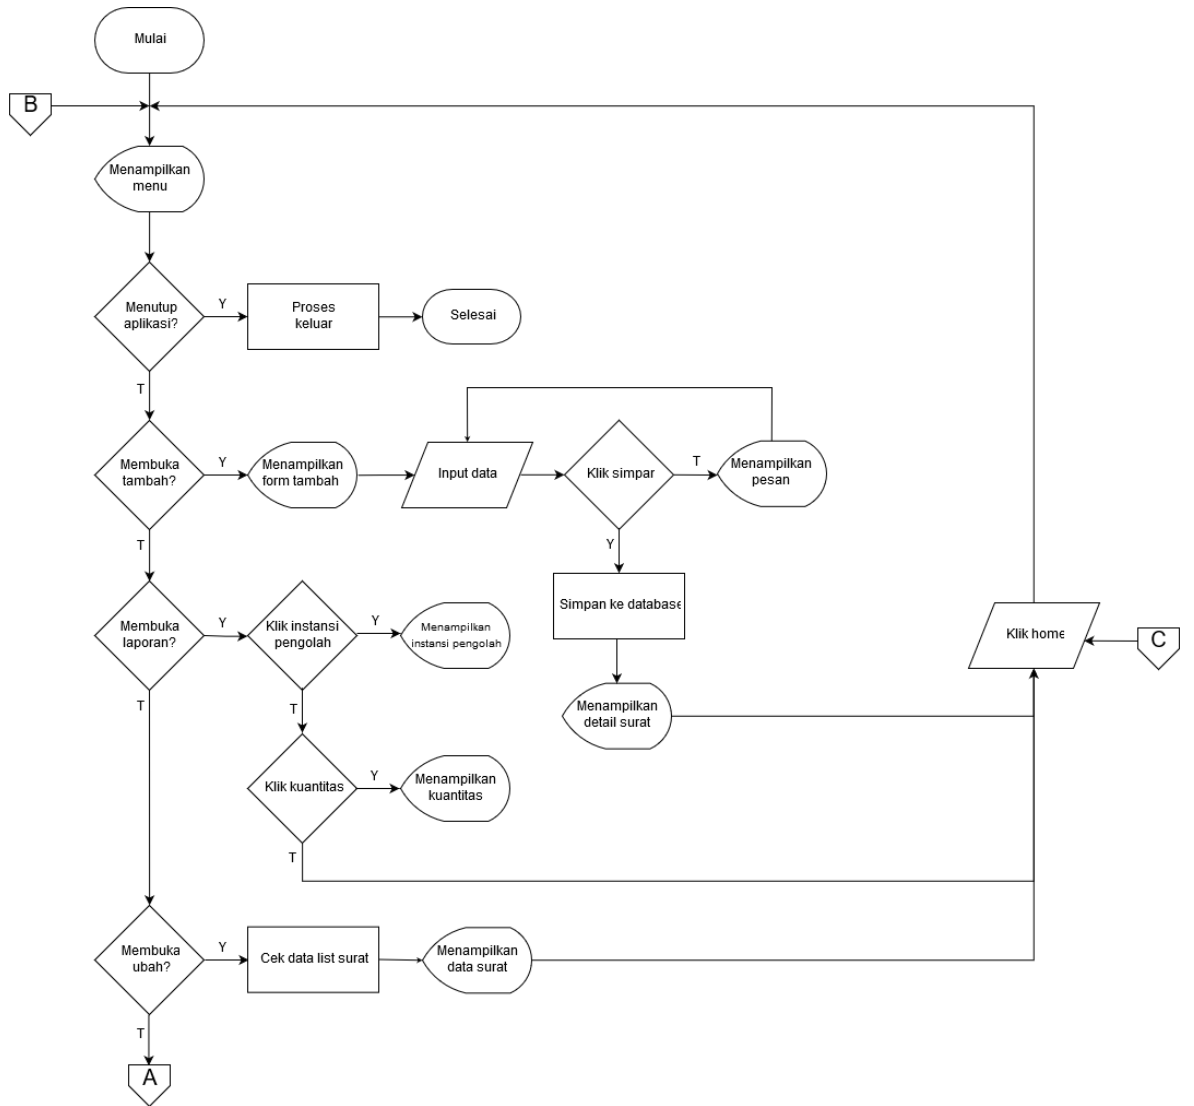 Mulai
B
Menampilkan
menu
Menutup
aplikasi?
Y
Proses
keluar
Selesai
T
Membuka
tambah?
Y
Menampilkan
form tambah
Input data
Klik simpar
T
Menampilkan
pesan
T
Y
Simpan ke database
Membuka
laporan?
Y
Klik instansi
pengolah
Y
Menampilkan
instansi pengolah
Klik home
C
T
T
Menampilkan
detail surat
Klik kuantitas
Y
Menampilkan
kuantitas
T
Membuka
ubah?
Y
Cek data list surat
Menampilkan
data surat
T
A